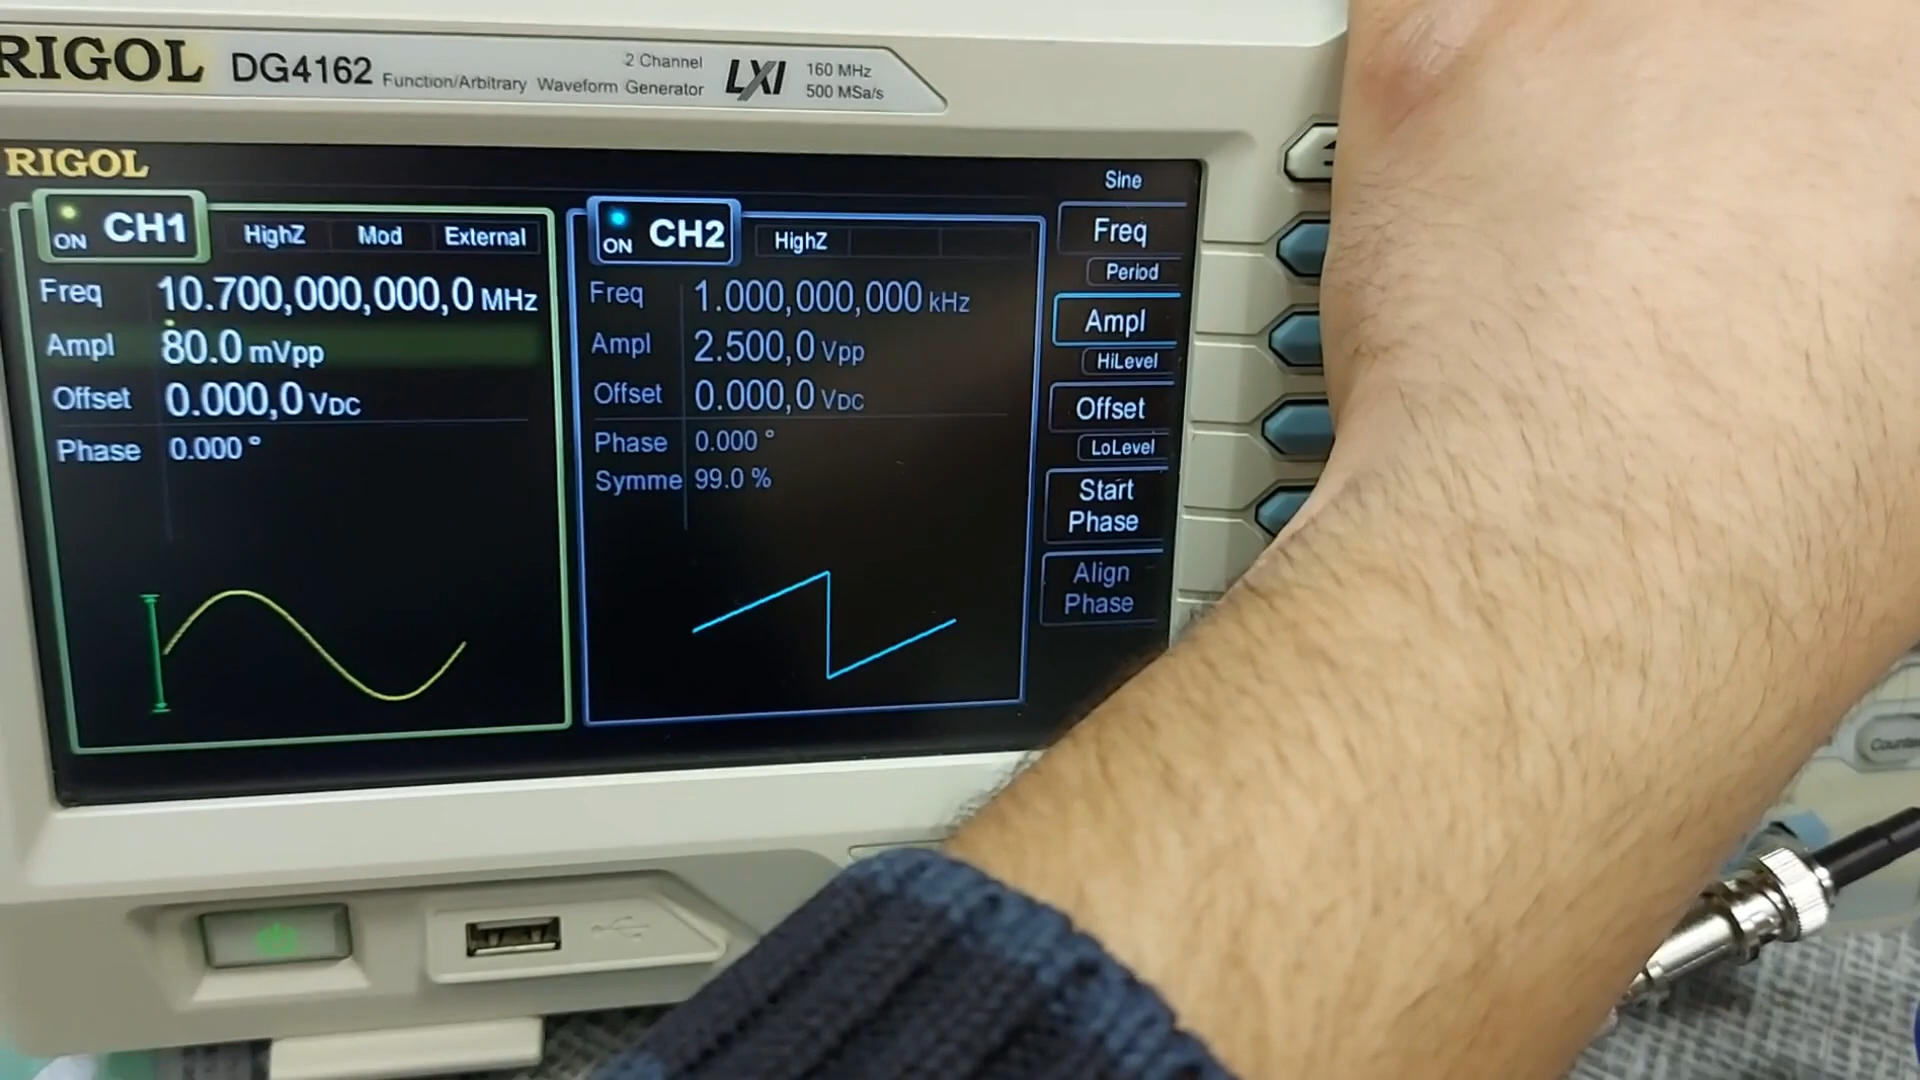 RIGOL DG4162 Function/Arbitrary Waveform Generator 2 Channel LXI 160 MHz 500 MSa/s
RIGOL
Sine
ON CH1 HighZ Mod External
Freq 10.700,000,000,0 MHz
Ampl 80.0 mVpp
Offset 0.000,0 VDC
Phase 0.000 °
ON CH2 HighZ
Freq 1.000,000,000 kHz
Ampl 2.500,0 Vpp
Offset 0.000,0 VDC
Phase 0.000 °
Symme 99.0 %
Freq
Period
Ampl
HiLevel
Offset
LoLevel
Start
Phase
Align
Phase